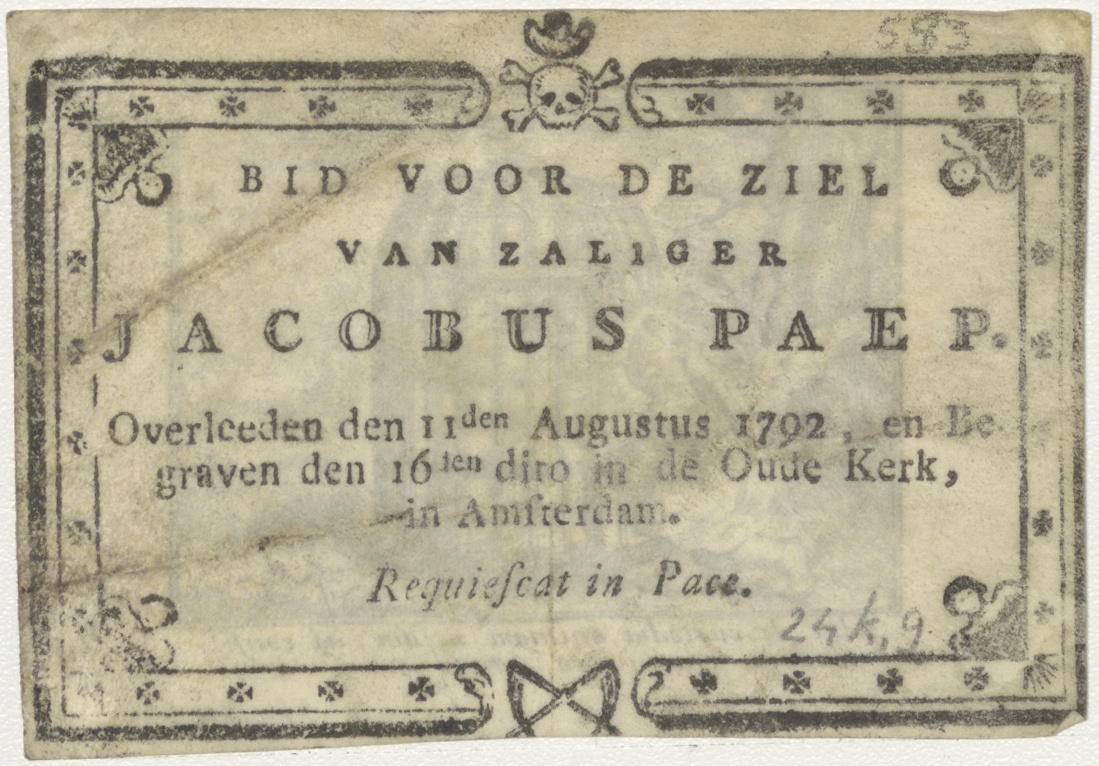 583
BID VOOR DE ZIEL
VAN ZALIGER
JACOBUS PAEP.
Overleeden den 11den Augustus 1792, en Be-
graven den 16den dito in de Oude Kerk,
in Amſterdam.
Requieſcat in Pace.
24k,9